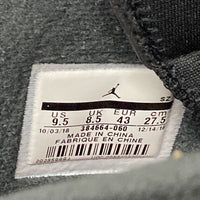 US UK EUR cm
9.5 8.5 43 27.5
384664-060
10/03/18 12/14/18
MADE IN CHINA
FABRIQUE EN CHINE